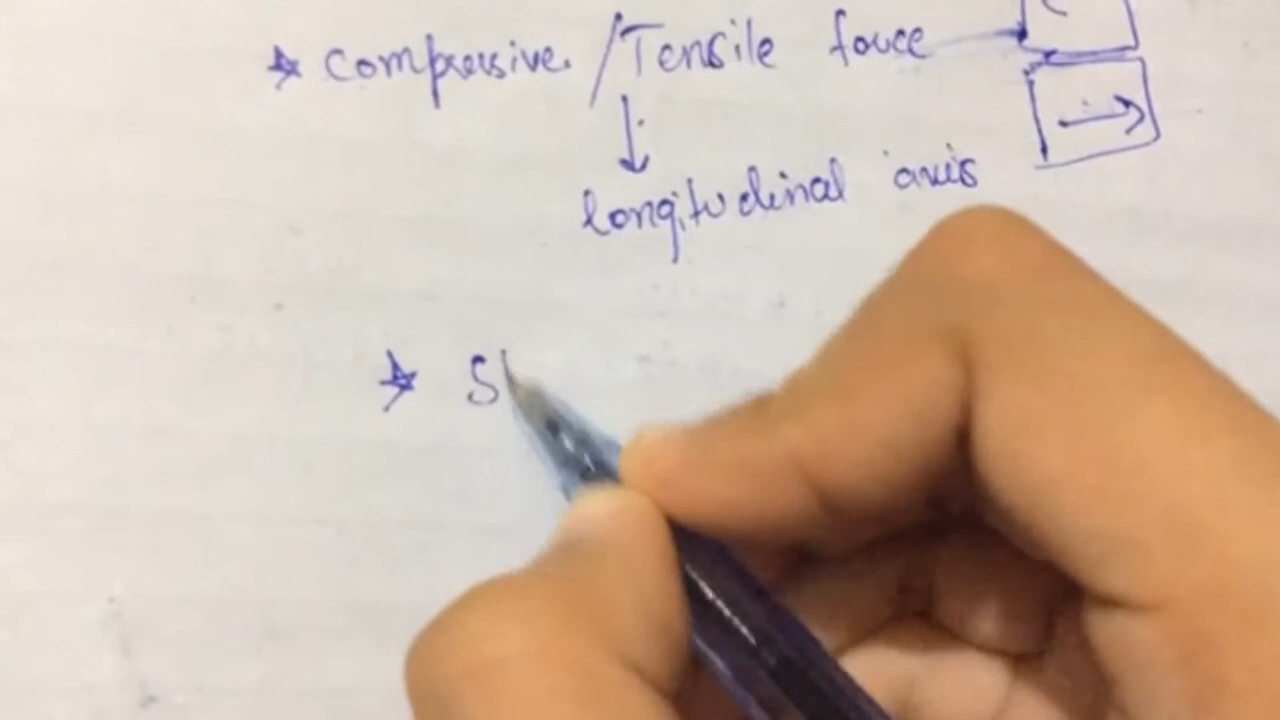 ★ compressive / Tensile force →
↓
longitudinal axis
★ S